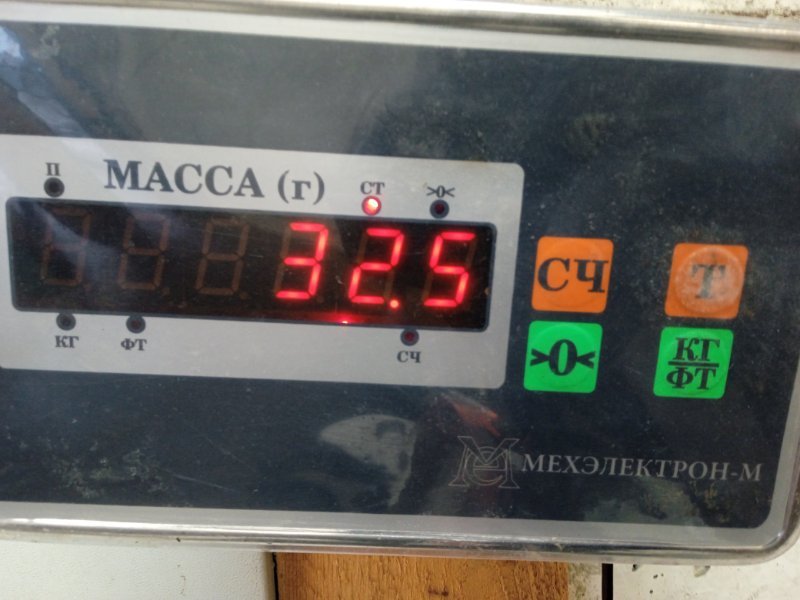 П МАССА (г) СТ >0<
32.5
КГ ФТ СЧ
СЧ Т
>0< КГ
ФТ
МЕХЭЛЕКТРОН-М